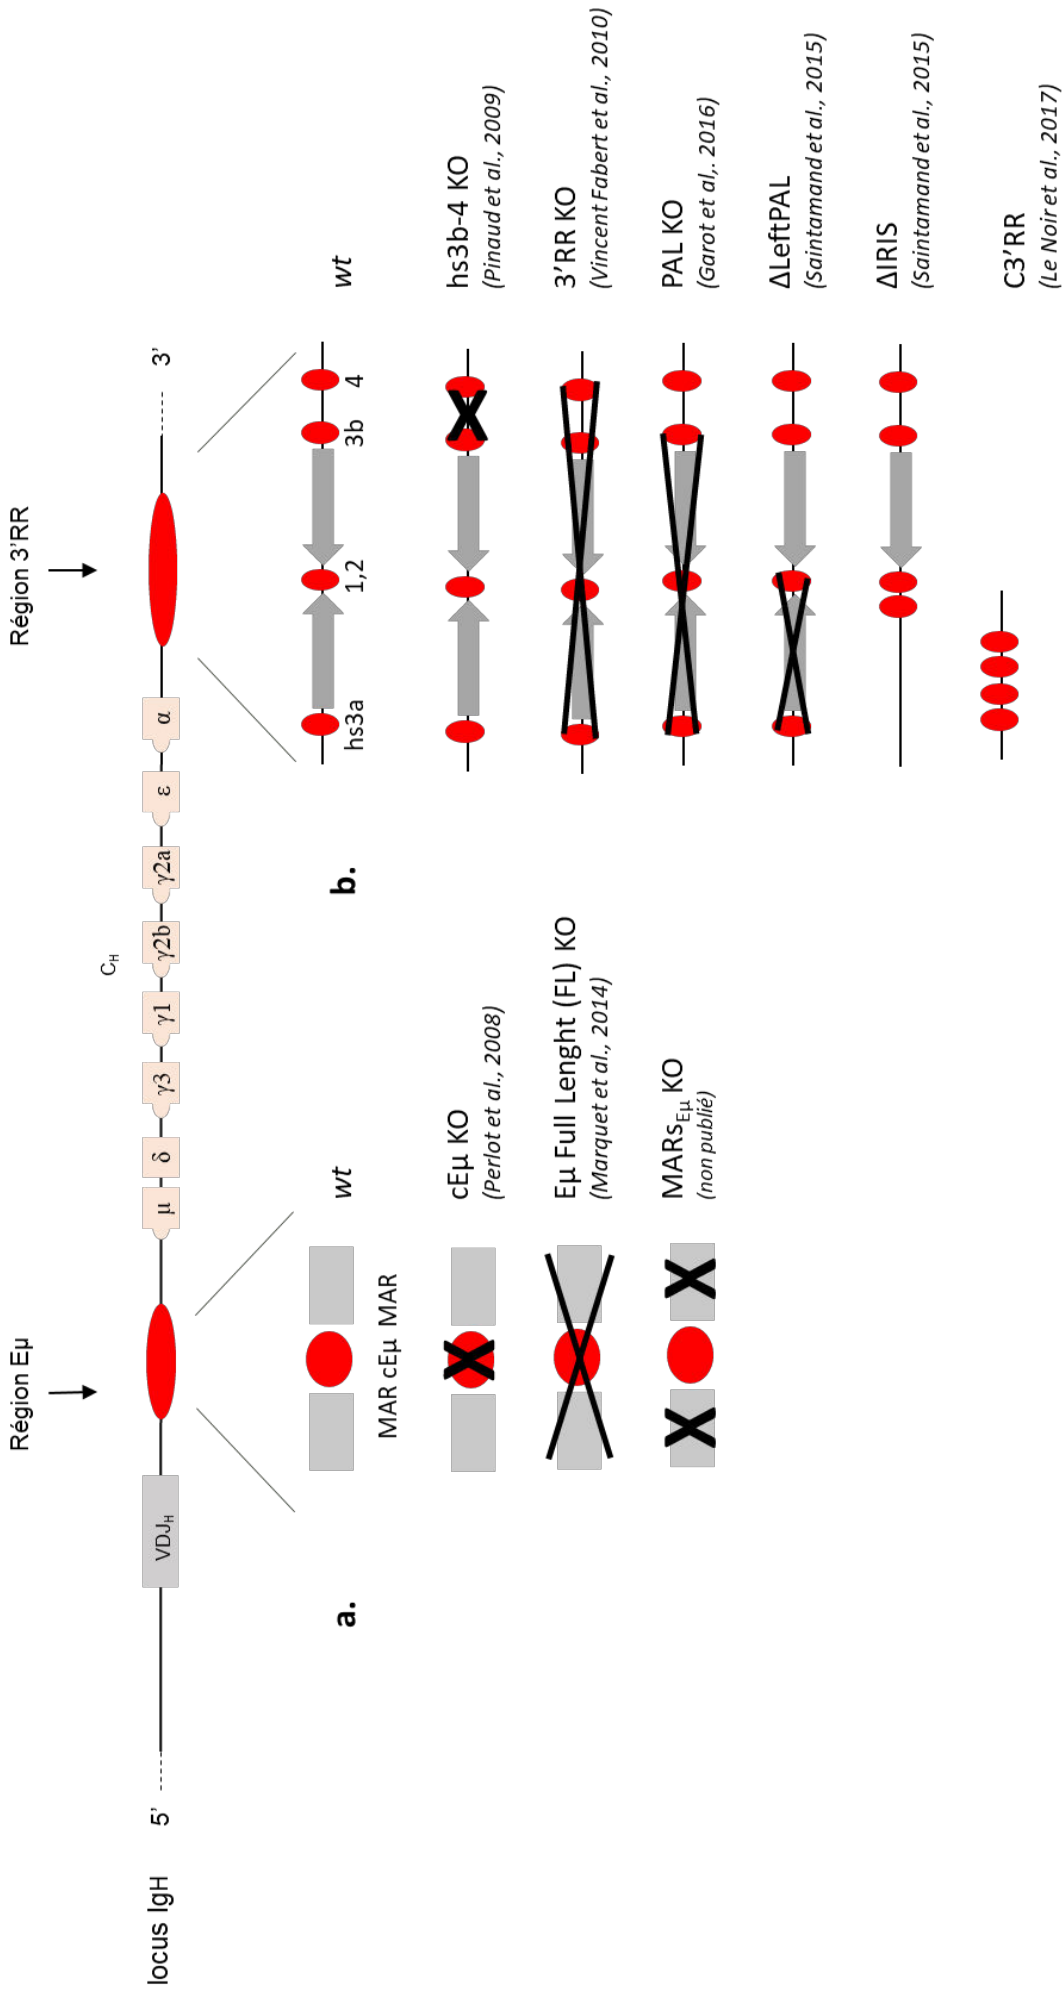 Région Eμ
Région 3'RR
C_H
locus IgH
5'
VDJ_H
μ
δ
γ3
γ1
γ2b
γ2a
ε
α
3'
a.
wt
MAR cEμ MAR
cEμ KO
(Perlot et al., 2008)
Eμ Full Lenght (FL) KO
(Marquet et al., 2014)
MARs_Eμ KO
(non publié)
b.
wt
hs3a
1,2
3b
4
hs3b-4 KO
(Pinaud et al., 2009)
3'RR KO
(Vincent Fabert et al., 2010)
PAL KO
(Garot et al,. 2016)
ΔLeftPAL
(Saintamand et al., 2015)
ΔIRIS
(Saintamand et al., 2015)
C3'RR
(Le Noir et al., 2017)